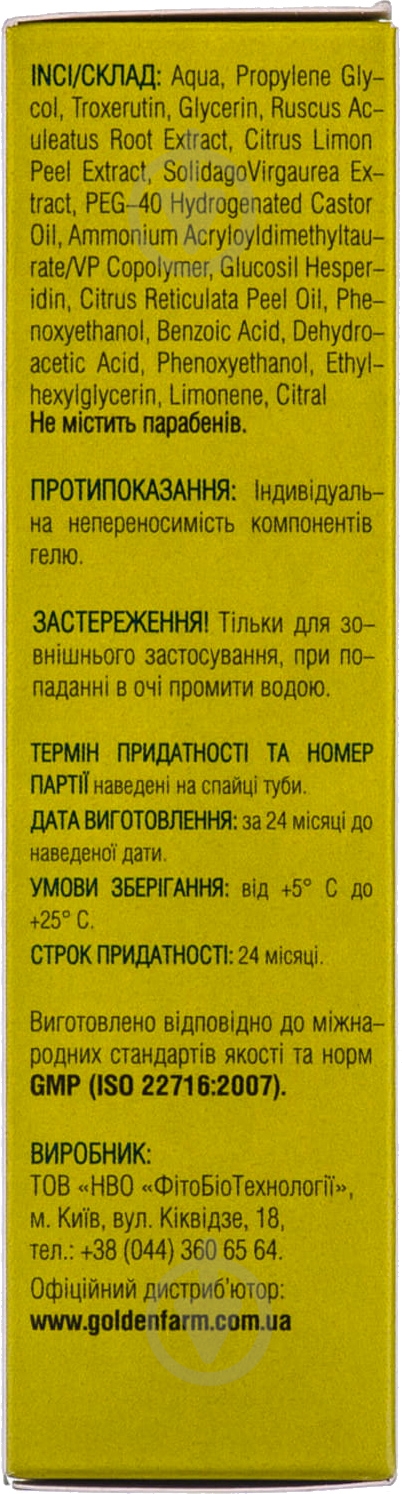 INCI/СКЛАД: Aqua, Propylene Gly-
col, Troxerutin, Glycerin, Ruscus Ac-
uleatus Root Extract, Citrus Limon
Peel Extract, SolidagoVirgaurea Ex-
tract, PEG-40 Hydrogenated Castor
Oil, Ammonium Acryloyldimethyltau-
rate/VP Copolymer, Glucosil Hesper-
idin, Citrus Reticulata Peel Oil, Phe-
noxyethanol, Benzoic Acid, Dehydro-
acetic Acid, Phenoxyethanol, Ethyl-
hexylglycerin, Limonene, Citral
Не містить парабенів.
ПРОТИПОКАЗАННЯ: Індивідуаль-
на непереносимість компонентів
гелю.
ЗАСТЕРЕЖЕННЯ! Тільки для зо-
внішнього застосування, при по-
паданні в очі промити водою.
ТЕРМІН ПРИДАТНОСТІ ТА НОМЕР
ПАРТІЇ наведені на спайці туби.
ДАТА ВИГОТОВЛЕННЯ: за 24 місяці до
наведеної дати.
УМОВИ ЗБЕРІГАННЯ: від +5° С до
+25° С.
СТРОК ПРИДАТНОСТІ: 24 місяці.
Виготовлено відповідно до міжна-
родних стандартів якості та норм
GMP (ISO 22716:2007).
ВИРОБНИК:
ТОВ «НВО «ФітоБіоТехнології»,
м. Київ, вул. Кіквідзе, 18,
тел.: +38 (044) 360 65 64.
Офіційний дистриб'ютор:
www.goldenfarm.com.ua